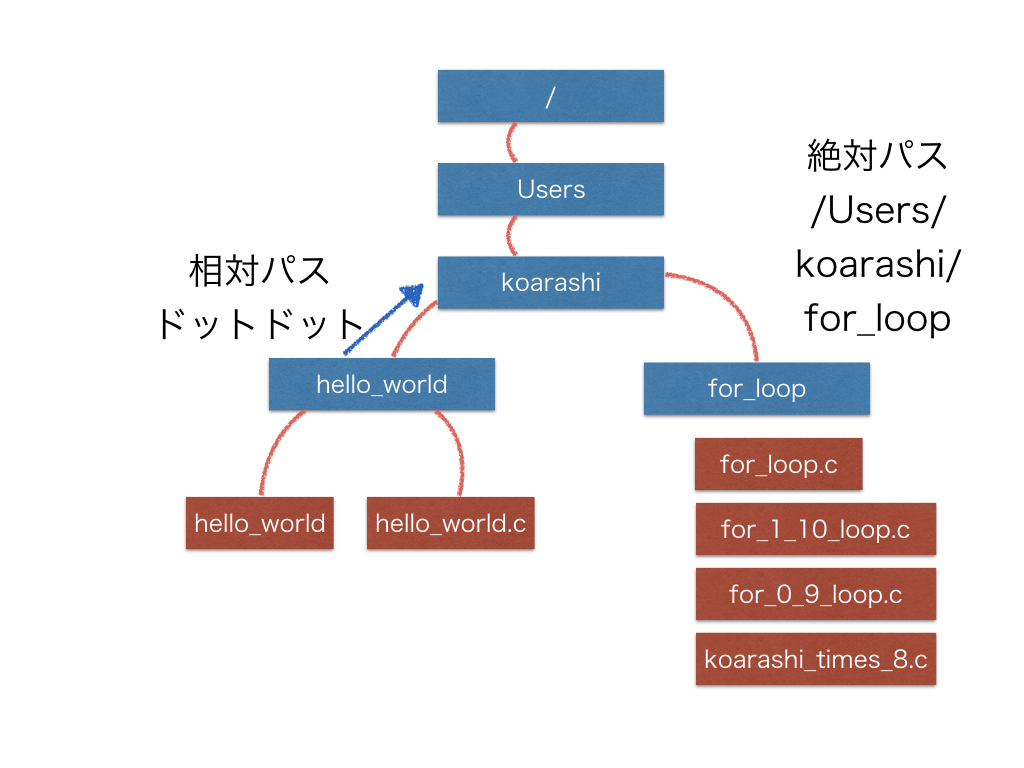 /
Users
絶対パス
/Users/
koarashi/
for_loop
koarashi
相対パス
ドットドット
hello_world
for_loop
hello_world
hello_world.c
for_loop.c
for_1_10_loop.c
for_0_9_loop.c
koarashi_times_8.c